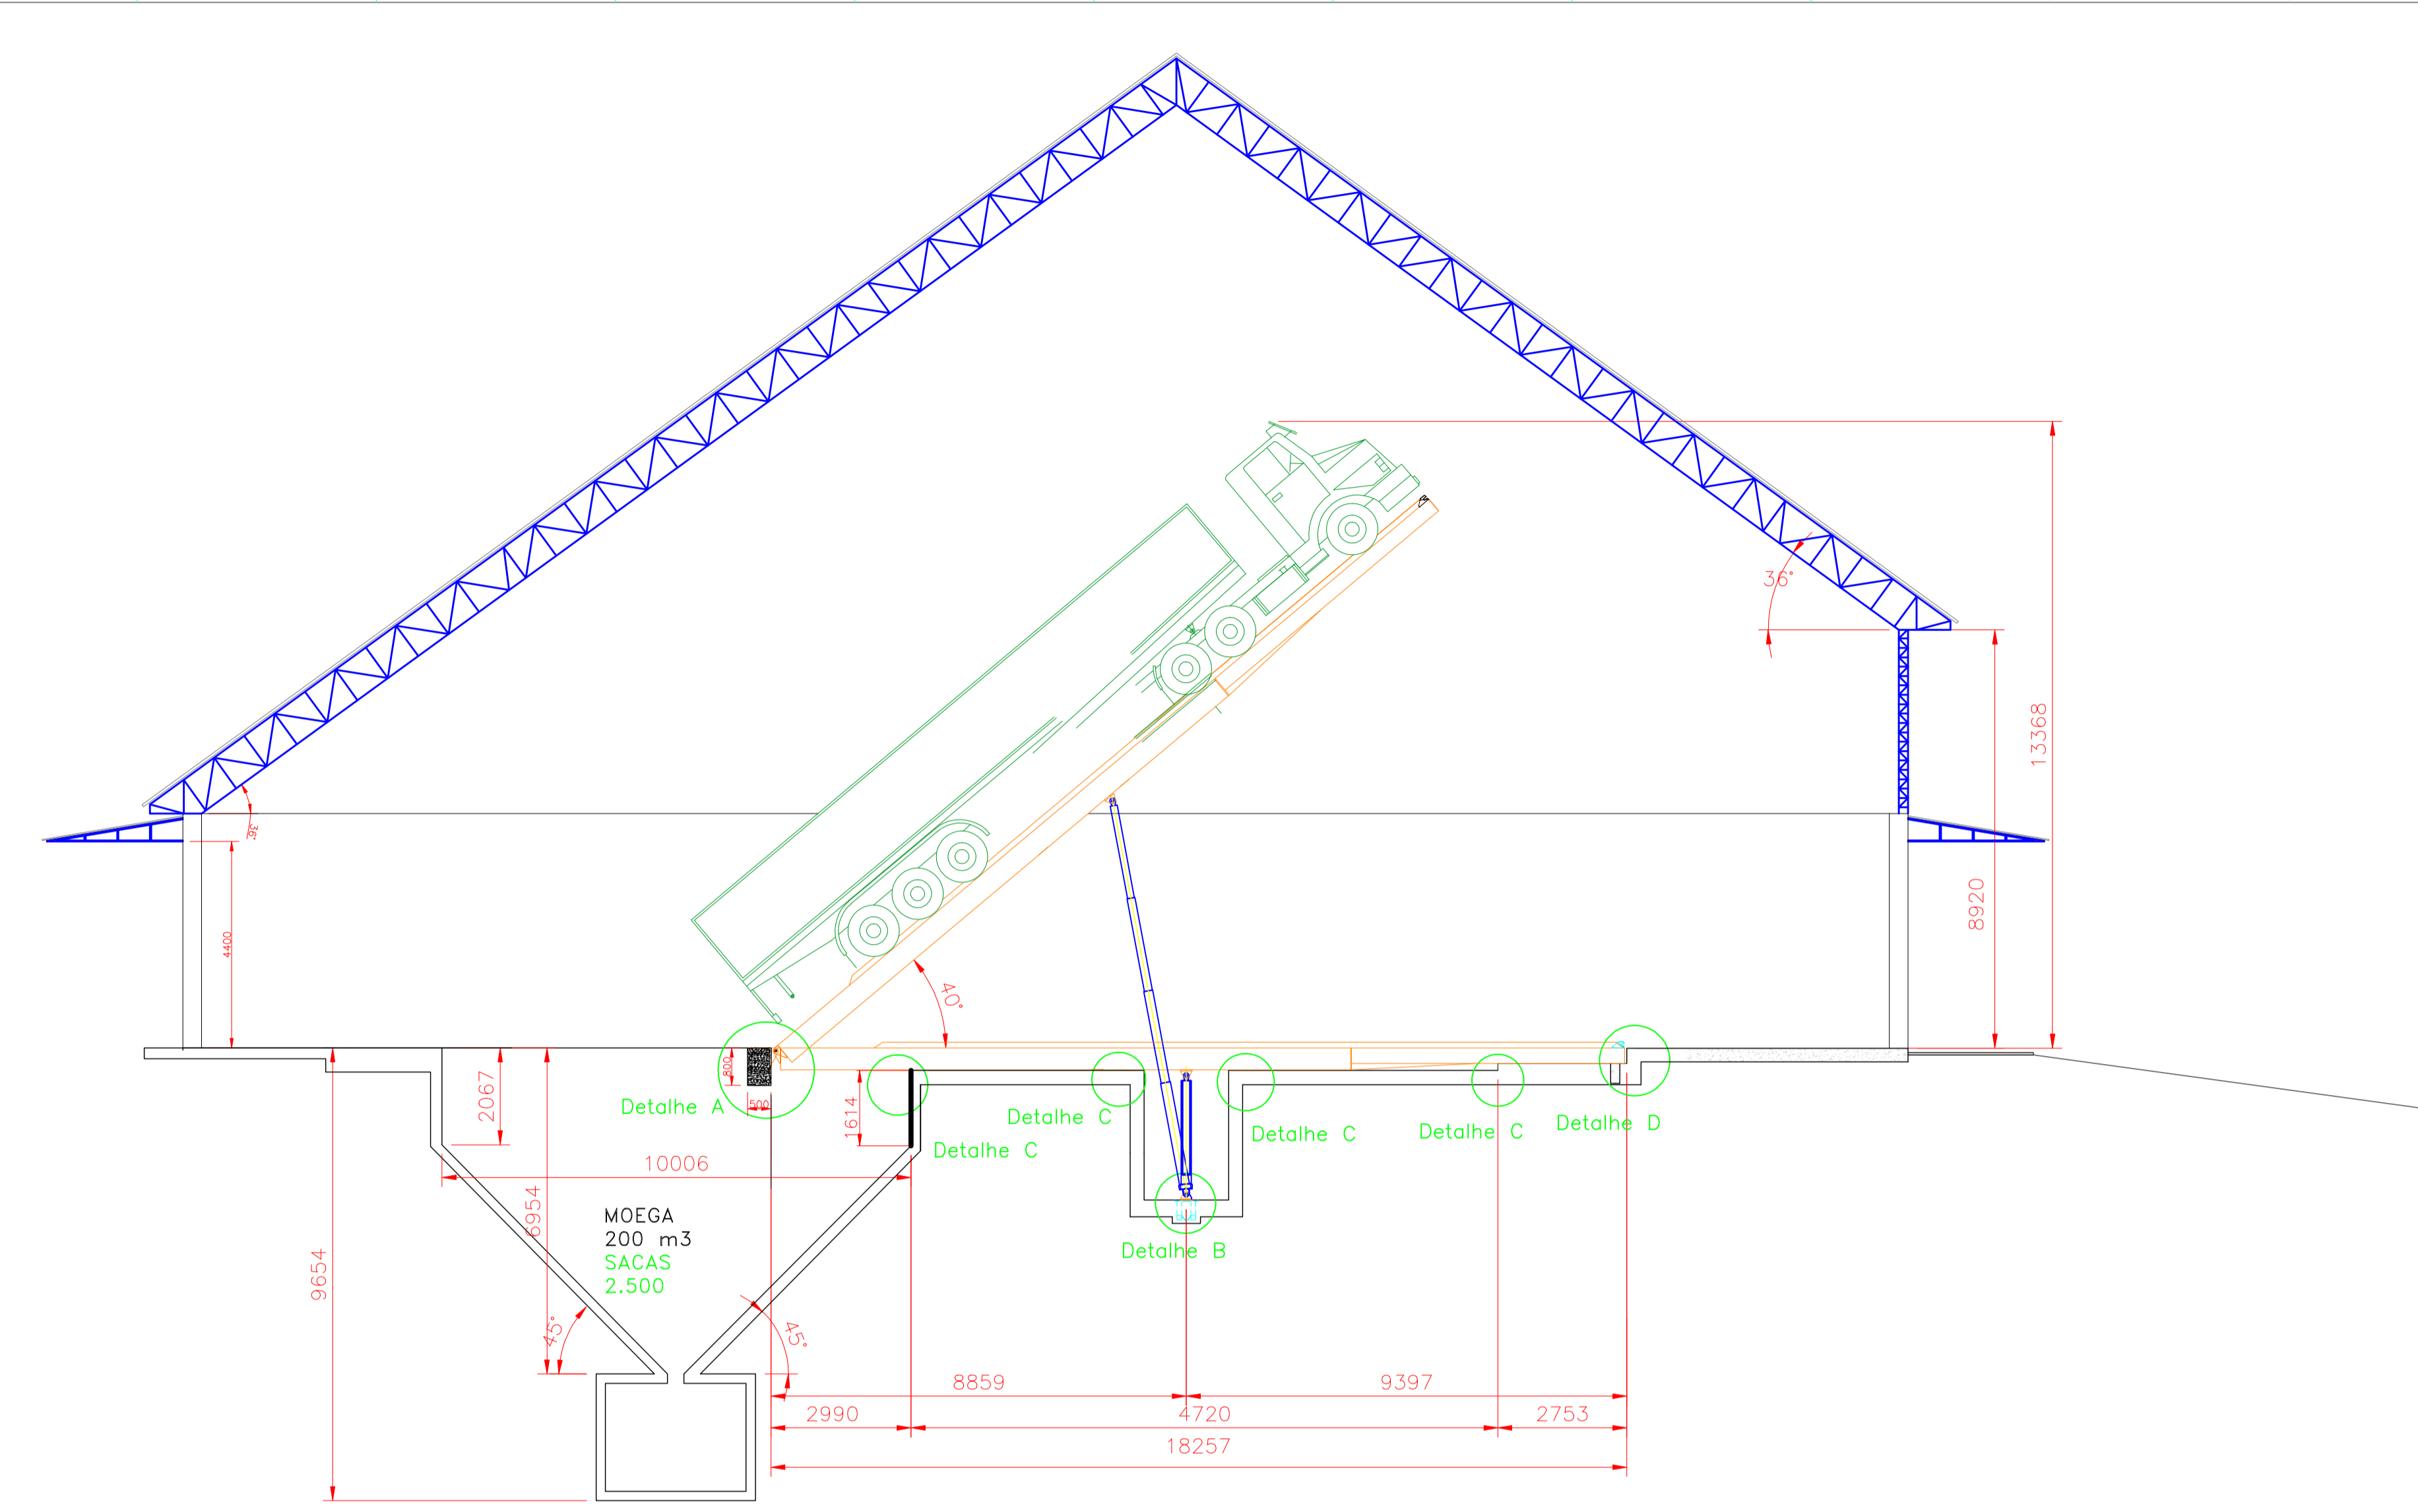 36°
13368
36°
8920
4400
40°
800
500
2067
1614
Detalhe A
Detalhe C
Detalhe C
Detalhe C
Detalhe C
Detalhe D
10006
6954
MOEGA
200 m3
SACAS
2.500
9654
Detalhe B
45°
45°
8859
9397
2990
4720
2753
18257